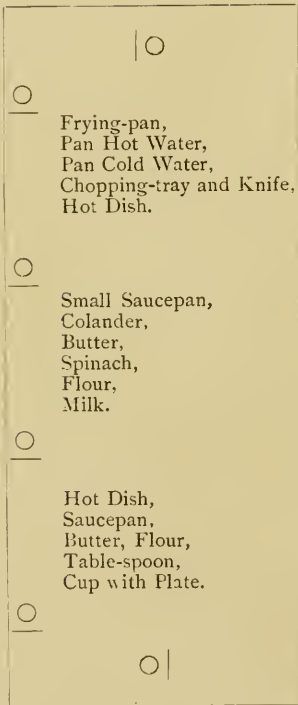 Frying-pan,
Pan Hot Water,
Pan Cold Water,
Chopping-tray and Knife,
Hot Dish.
Small Saucepan,
Colander,
Butter,
Spinach,
Flour,
Milk.
Hot Dish,
Saucepan,
Butter, Flour,
Table-spoon,
Cup with Plate.